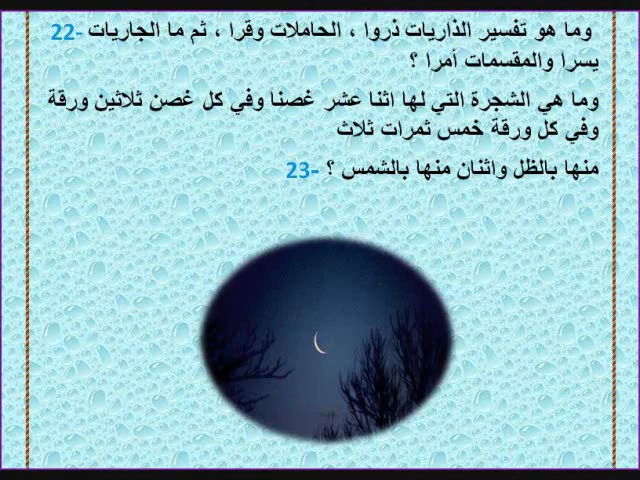 22- وما هو تفسير الذاريات ذروا ، الحاملات وقرا ، ثم ما الجاريات
يسرا والمقسمات أمرا ؟
وما هي الشجرة التي لها اثنا عشر غصنا وفي كل غصن ثلاثين ورقة
وفي كل ورقة خمس ثمرات ثلاث
منها بالظل واثنان منها بالشمس ؟ 23-